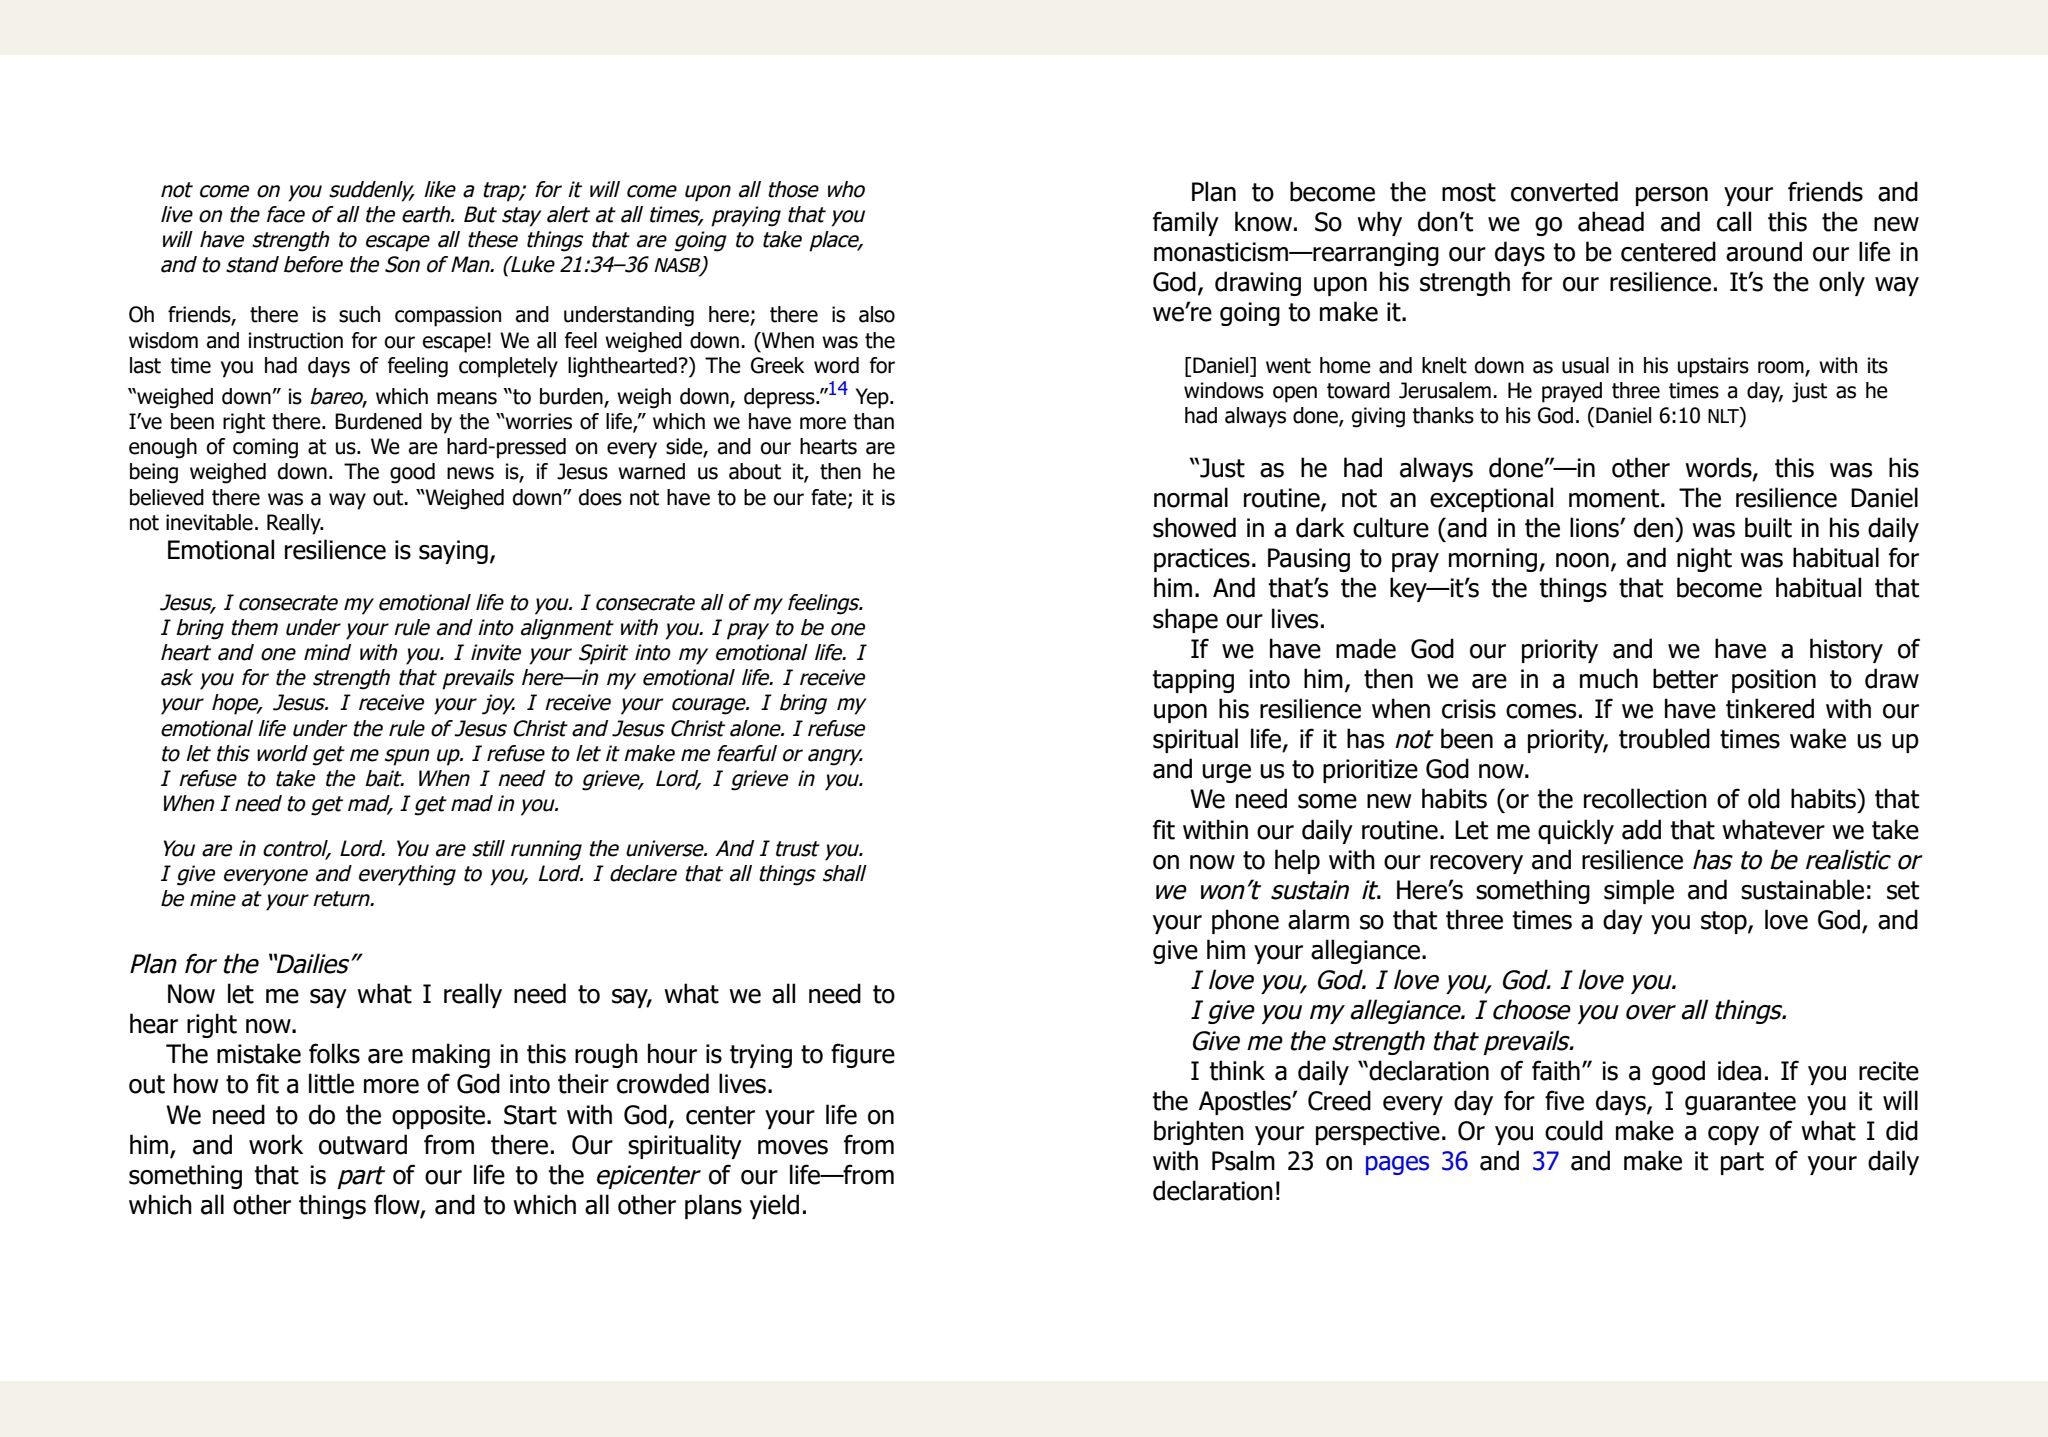 not come on you suddenly, like a trap; for it will come upon all those who
live on the face of all the earth. But stay alert at all times, praying that you
will have strength to escape all these things that are going to take place,
and to stand before the Son of Man. (Luke 21:34–36 NASB)
Oh friends, there is such compassion and understanding here; there is also
wisdom and instruction for our escape! We all feel weighed down. (When was the
last time you had days of feeling completely lighthearted?) The Greek word for
“weighed down” is bareo, which means “to burden, weigh down, depress.”14 Yep.
I’ve been right there. Burdened by the “worries of life,” which we have more than
enough of coming at us. We are hard-pressed on every side, and our hearts are
being weighed down. The good news is, if Jesus warned us about it, then he
believed there was a way out. “Weighed down” does not have to be our fate; it is
not inevitable. Really.
Emotional resilience is saying,
Jesus, I consecrate my emotional life to you. I consecrate all of my feelings.
I bring them under your rule and into alignment with you. I pray to be one
heart and one mind with you. I invite your Spirit into my emotional life. I
ask you for the strength that prevails here—in my emotional life. I receive
your hope, Jesus. I receive your joy. I receive your courage. I bring my
emotional life under the rule of Jesus Christ and Jesus Christ alone. I refuse
to let this world get me spun up. I refuse to let it make me fearful or angry.
I refuse to take the bait. When I need to grieve, Lord, I grieve in you.
When I need to get mad, I get mad in you.
You are in control, Lord. You are still running the universe. And I trust you.
I give everyone and everything to you, Lord. I declare that all things shall
be mine at your return.
Plan for the “Dailies”
Now let me say what I really need to say, what we all need to
hear right now.
The mistake folks are making in this rough hour is trying to figure
out how to fit a little more of God into their crowded lives.
We need to do the opposite. Start with God, center your life on
him, and work outward from there. Our spirituality moves from
something that is part of our life to the epicenter of our life—from
which all other things flow, and to which all other plans yield.
Plan to become the most converted person your friends and
family know. So why don’t we go ahead and call this the new
monasticism—rearranging our days to be centered around our life in
God, drawing upon his strength for our resilience. It’s the only way
we’re going to make it.
[Daniel] went home and knelt down as usual in his upstairs room, with its
windows open toward Jerusalem. He prayed three times a day, just as he
had always done, giving thanks to his God. (Daniel 6:10 NLT)
“Just as he had always done”—in other words, this was his
normal routine, not an exceptional moment. The resilience Daniel
showed in a dark culture (and in the lions’ den) was built in his daily
practices. Pausing to pray morning, noon, and night was habitual for
him. And that’s the key—it’s the things that become habitual that
shape our lives.
If we have made God our priority and we have a history of
tapping into him, then we are in a much better position to draw
upon his resilience when crisis comes. If we have tinkered with our
spiritual life, if it has not been a priority, troubled times wake us up
and urge us to prioritize God now.
We need some new habits (or the recollection of old habits) that
fit within our daily routine. Let me quickly add that whatever we take
on now to help with our recovery and resilience has to be realistic or
we won’t sustain it. Here’s something simple and sustainable: set
your phone alarm so that three times a day you stop, love God, and
give him your allegiance.
I love you, God. I love you, God. I love you.
I give you my allegiance. I choose you over all things.
Give me the strength that prevails.
I think a daily “declaration of faith” is a good idea. If you recite
the Apostles’ Creed every day for five days, I guarantee you it will
brighten your perspective. Or you could make a copy of what I did
with Psalm 23 on pages 36 and 37 and make it part of your daily
declaration!